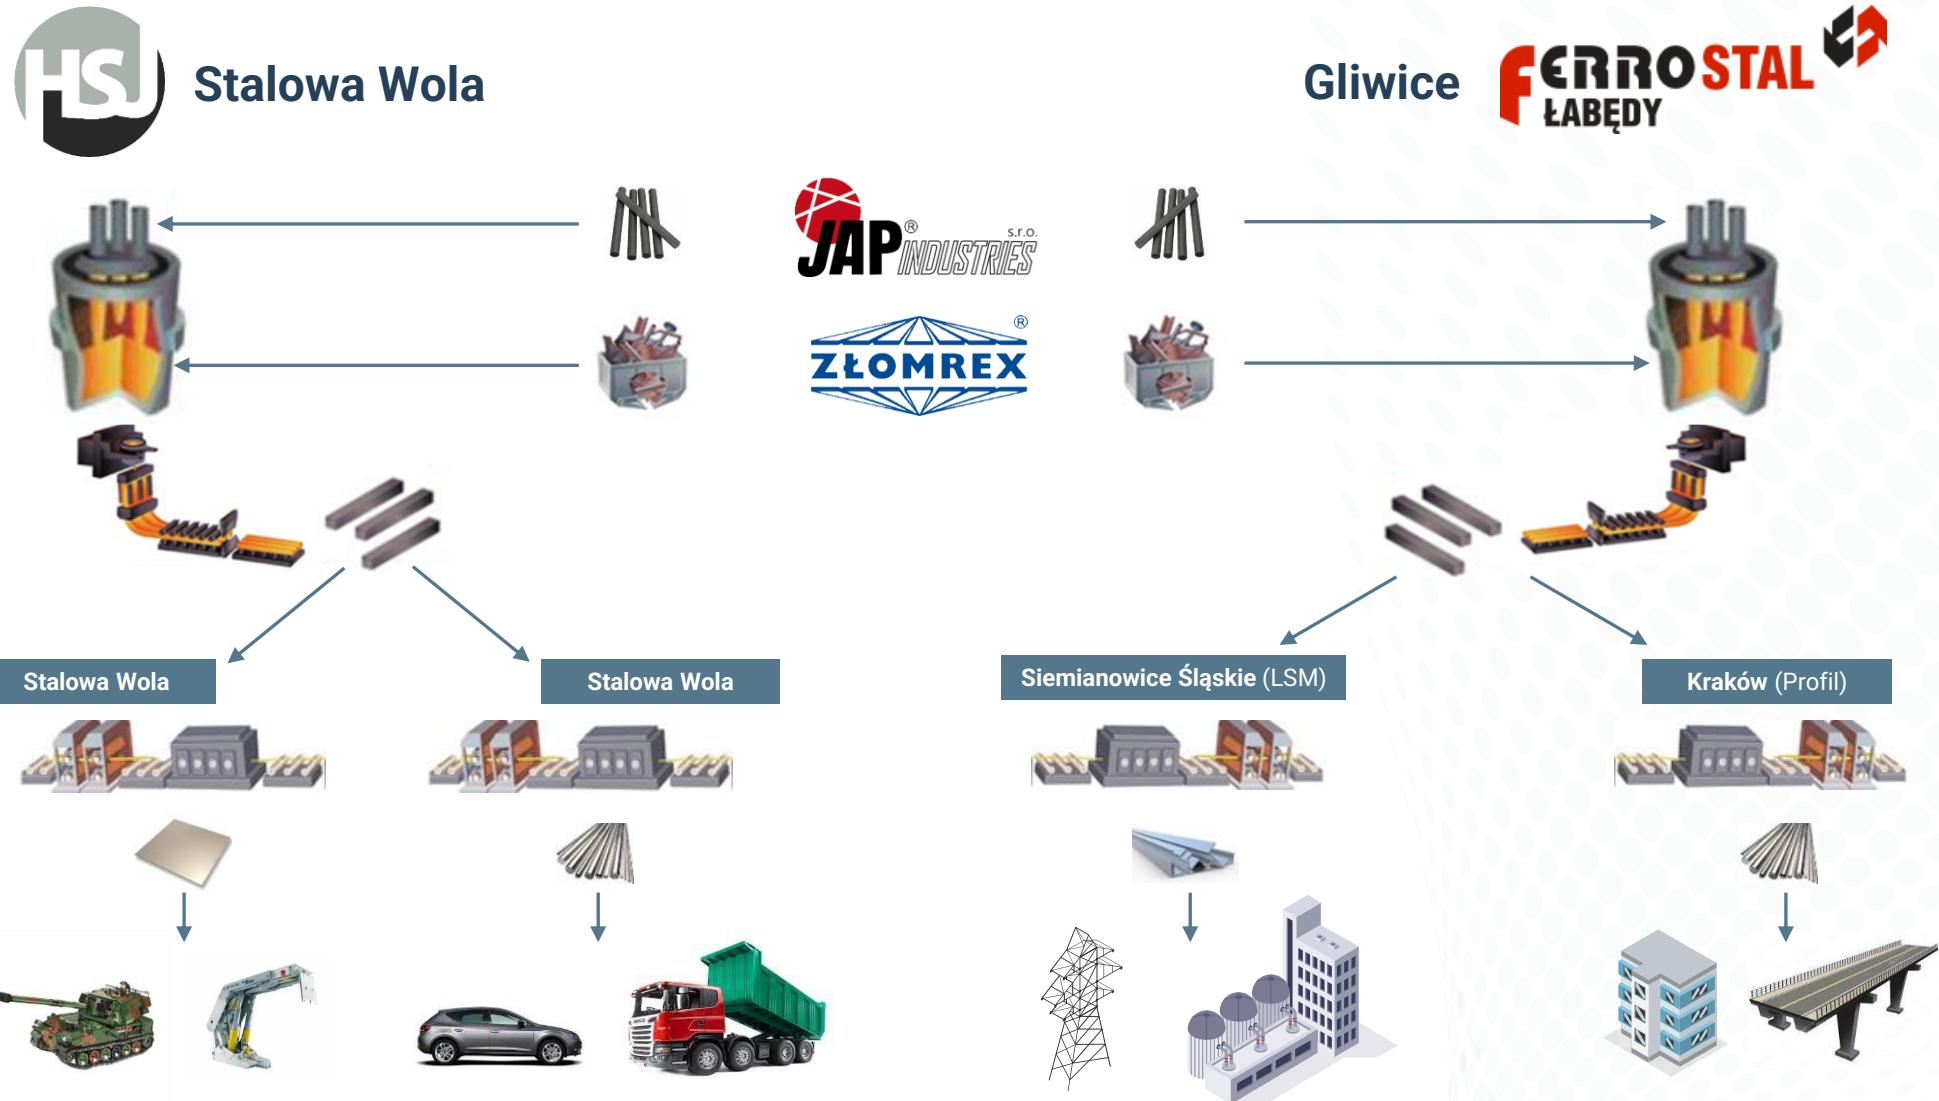 HSJ
Stalowa Wola
Gliwice
FERROSTAL
ŁABĘDY
JAP® INDUSTRIES s.r.o.
®
ZŁOMREX
Stalowa Wola
Stalowa Wola
Siemianowice Śląskie (LSM)
Kraków (Profil)